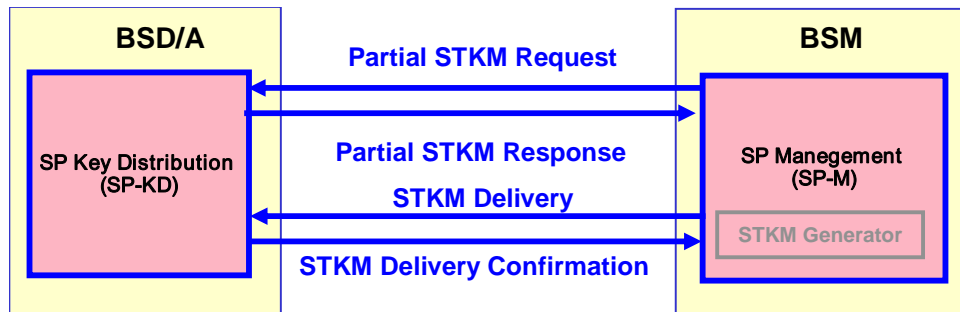 BSD/A
BSM
Partial STKM Request
SP Key Distribution
(SP-KD)
Partial STKM Response
STKM Delivery
STKM Delivery Confirmation
SP Manegement
(SP-M)
STKM Generator